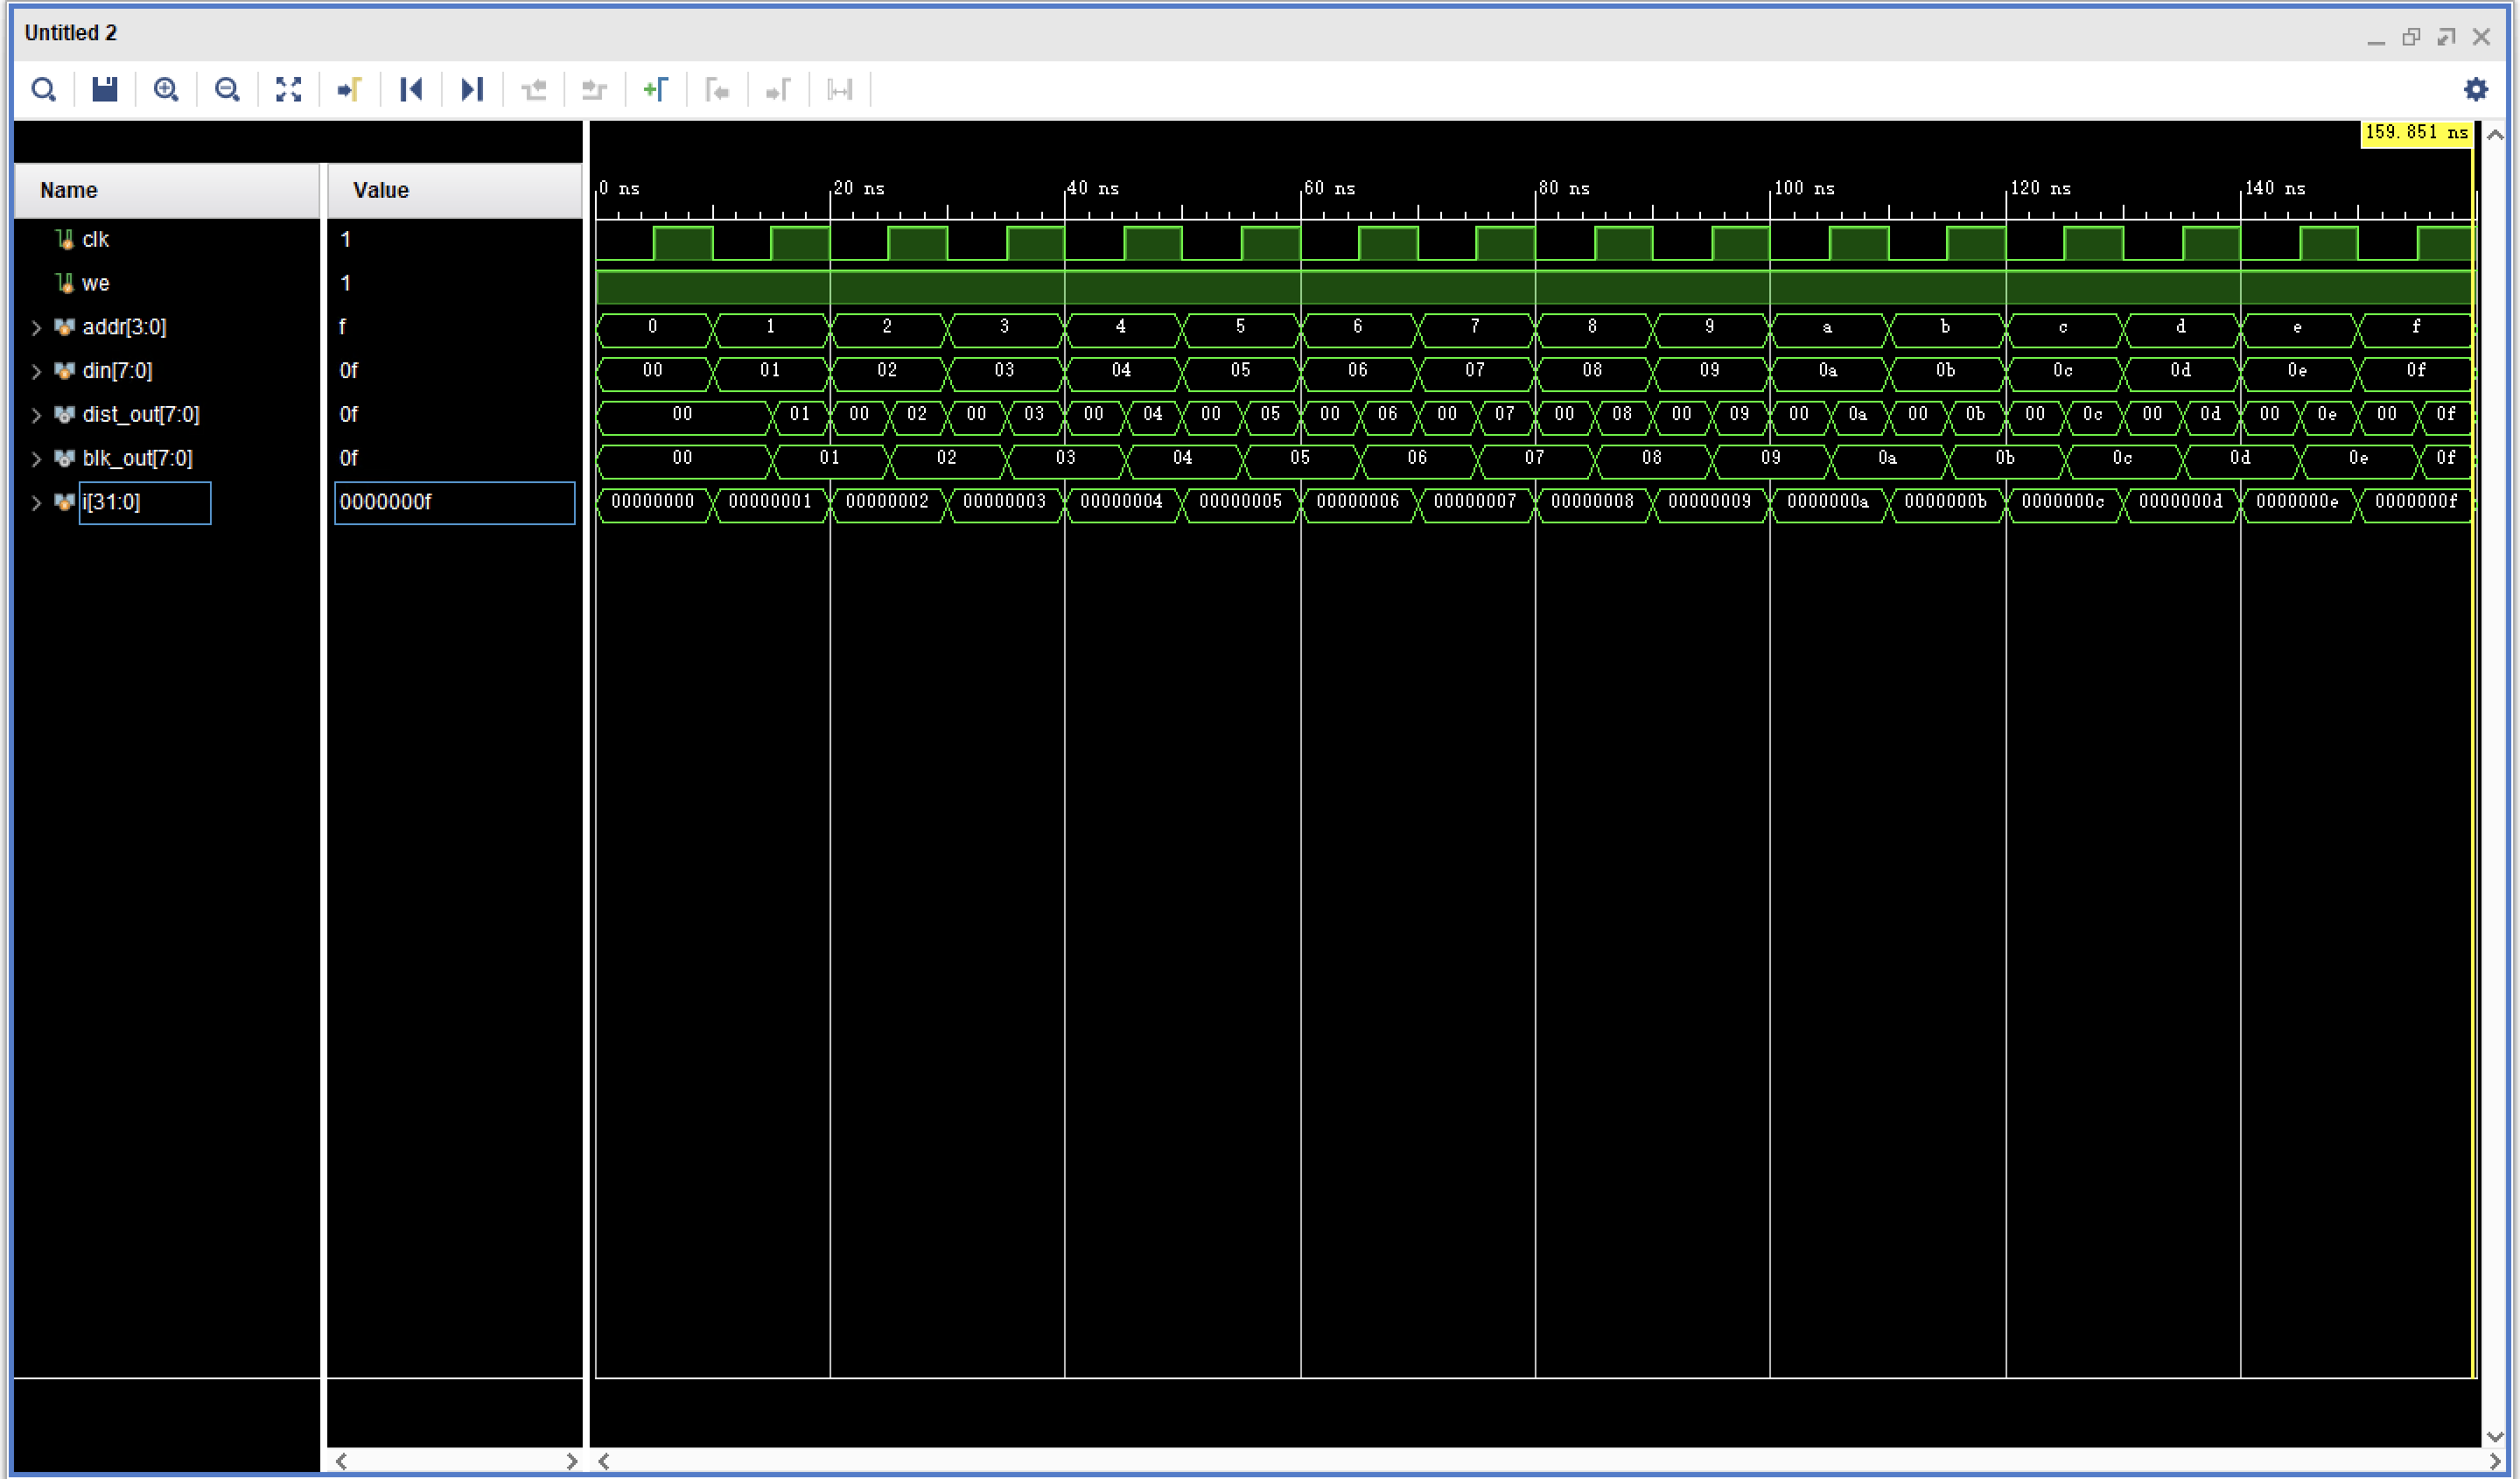 Untitled 2
159.851 ns
Name Value
0 ns 20 ns 40 ns 60 ns 80 ns 100 ns 120 ns 140 ns
clk 1
we 1
addr[3:0] f 0 1 2 3 4 5 6 7 8 9 a b c d e f
din[7:0] 0f 00 01 02 03 04 05 06 07 08 09 0a 0b 0c 0d 0e 0f
dist_out[7:0] 0f 00 01 00 02 00 03 00 04 00 05 00 06 00 07 00 08 00 09 00 0a 00 0b 00 0c 00 0d 00 0e 00 0f
blk_out[7:0] 0f 00 01 02 03 04 05 06 07 08 09 0a 0b 0c 0d 0e 0f
i[31:0] 0000000f 00000000 00000001 00000002 00000003 00000004 00000005 00000006 00000007 00000008 00000009 0000000a 0000000b 0000000c 0000000d 0000000e 0000000f